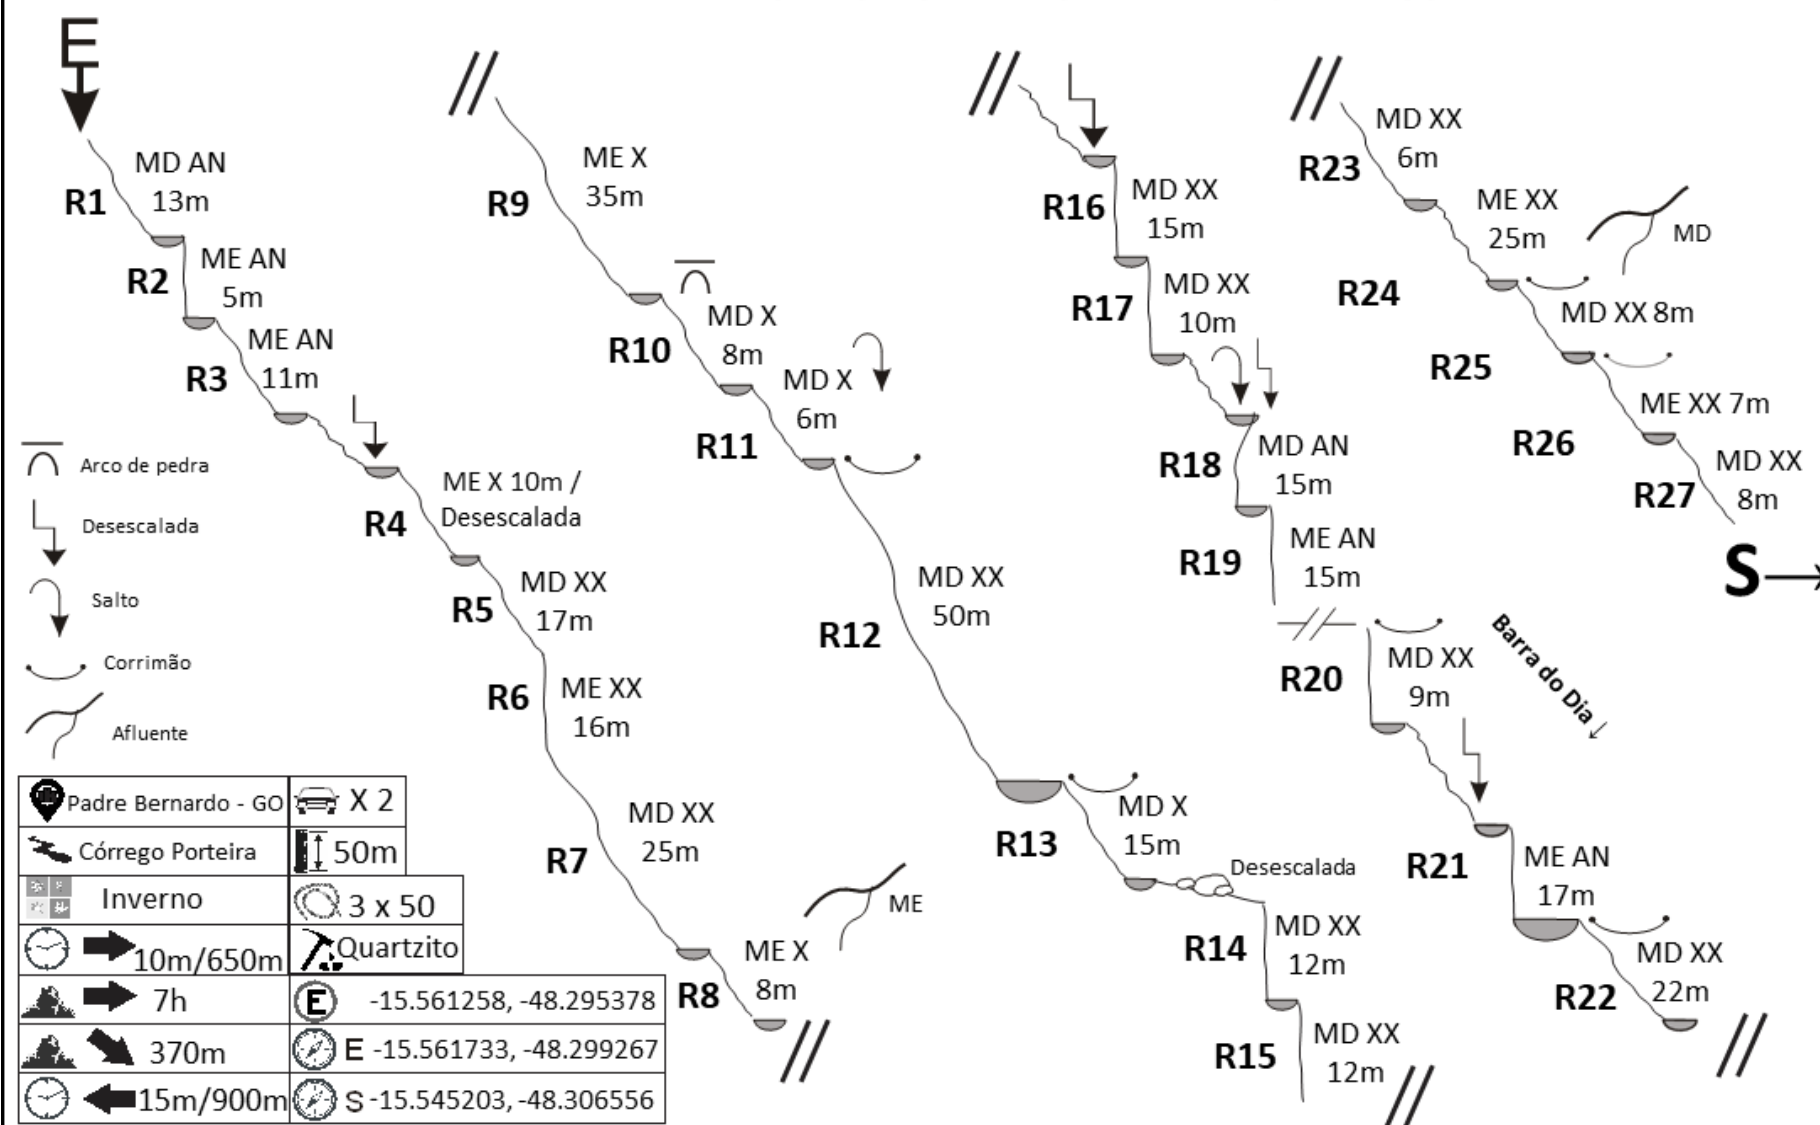 E
MD AN
13m
R1
ME AN
5m
R2
ME AN
11m
R3
ME X 10m /
Desescalada
R4
MD XX
17m
R5
ME XX
16m
R6
MD XX
25m
R7
ME
ME X
8m
R8
Arco de pedra
Desescalada
Salto
Corrimão
Afluente
Padre Bernardo - GO
X 2
Córrego Porteira
50m
Inverno
3 x 50
10m/650m
Quartzito
7h
E -15.561258, -48.295378
370m
E -15.561733, -48.299267
15m/900m
S -15.545203, -48.306556
ME X
35m
R9
MD X
8m
R10
MD X
6m
R11
MD XX
50m
R12
MD X
15m
R13
Desescalada
MD XX
12m
R14
MD XX
12m
R15
MD XX
15m
R16
MD XX
10m
R17
MD AN
15m
R18
ME AN
15m
R19
MD XX
9m
R20
Barra do Dia
ME AN
17m
R21
MD XX
22m
R22
MD XX
6m
R23
ME XX
25m
MD
R24
MD XX 8m
R25
ME XX 7m
R26
MD XX
8m
R27
S